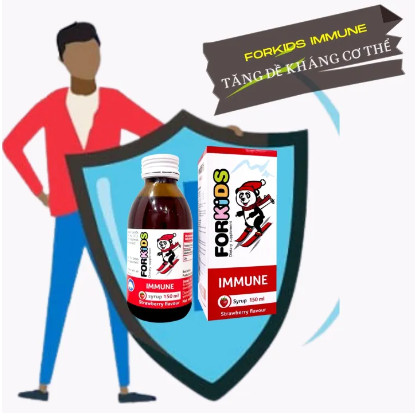 FORKIDS IMMUNE
TĂNG ĐỀ KHÁNG CƠ THỂ
FORKiDS
IMMUNE
syrup 150 ml
Strawberry flavour
FORKiDS
IMMUNE
Syrup 150 ml
Strawberry flavour